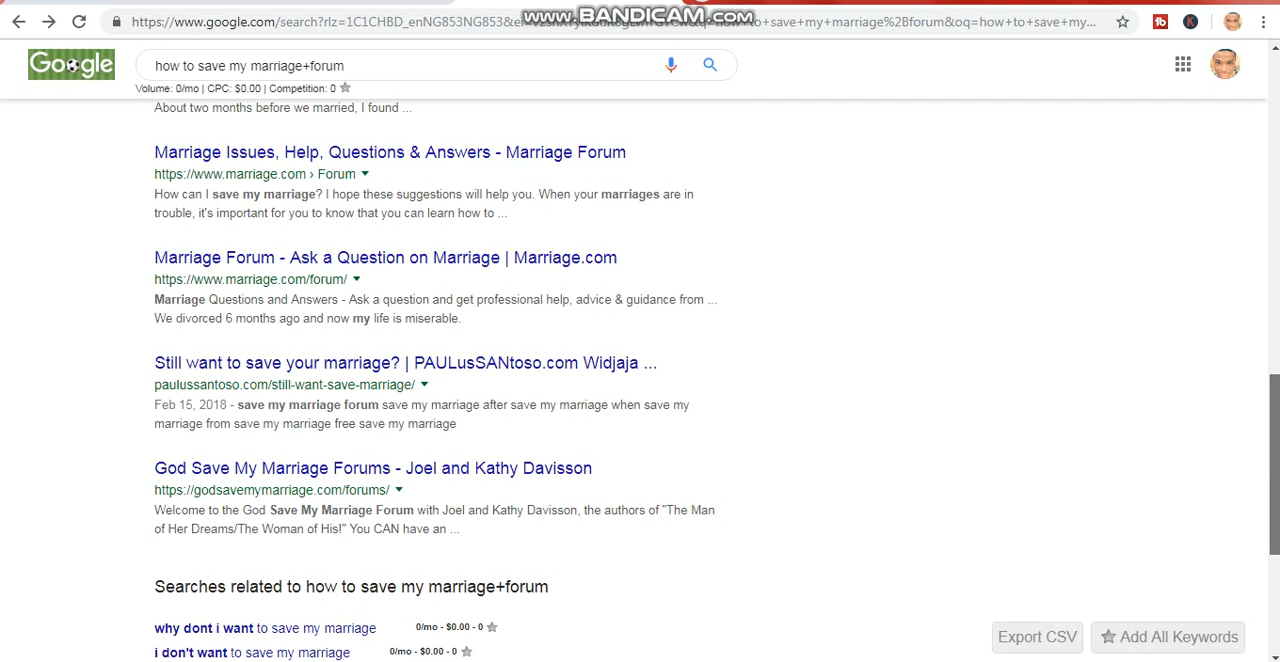 https://www.google.com/search?rlz=1C1CHBD_enNG853NG853&
www.BANDICAM.com
to+save+my+marriage%2Bforum&oq=how+to+save+my...
Google
how to save my marriage+forum
Volume: 0/mo | CPC: $0.00 | Competition: 0
About two months before we married, I found ...
Marriage Issues, Help, Questions & Answers - Marriage Forum
https://www.marriage.com › Forum
How can I save my marriage? I hope these suggestions will help you. When your marriages are in
trouble, it's important for you to know that you can learn how to ...
Marriage Forum - Ask a Question on Marriage | Marriage.com
https://www.marriage.com/forum/
Marriage Questions and Answers - Ask a question and get professional help, advice & guidance from ...
We divorced 6 months ago and now my life is miserable.
Still want to save your marriage? | PAULusSANtoso.com Widjaja ...
paulussantoso.com/still-want-save-marriage/
Feb 15, 2018 - save my marriage forum save my marriage after save my marriage when save my
marriage from save my marriage free save my marriage
God Save My Marriage Forums - Joel and Kathy Davisson
https://godsavemymarriage.com/forums/
Welcome to the God Save My Marriage Forum with Joel and Kathy Davisson, the authors of "The Man
of Her Dreams/The Woman of His!" You CAN have an ...
Searches related to how to save my marriage+forum
why dont i want to save my marriage 0/mo - $0.00 - 0
i don't want to save my marriage 0/mo - $0.00 - 0
Export CSV
Add All Keywords